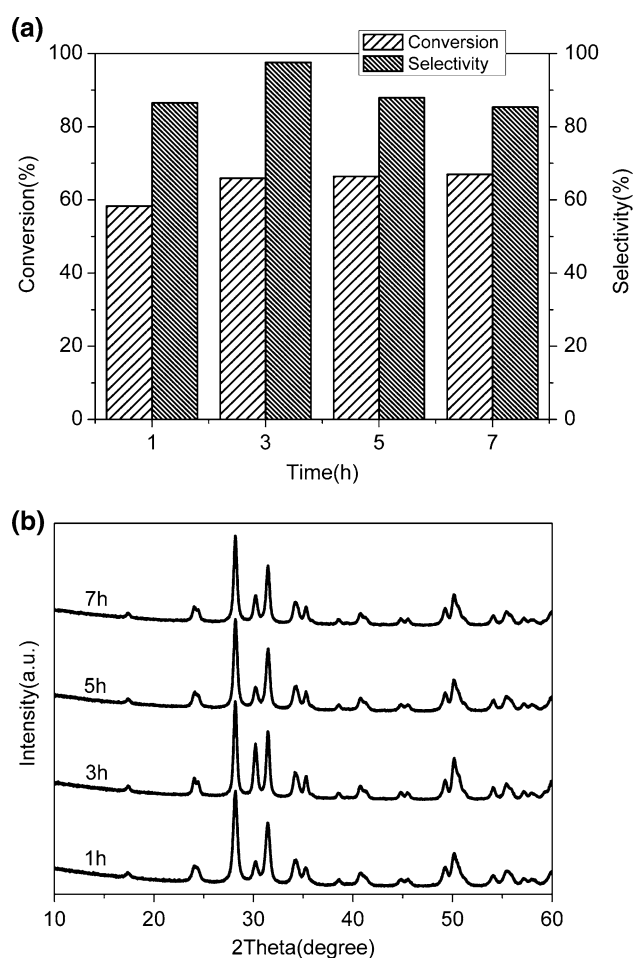 (a)
Conversion
Selectivity
100
80
60
40
20
0
Conversion(%)
100
80
60
40
20
0
Selectivity(%)
1 3 5 7
Time(h)
(b)
7h
5h
3h
1h
Intensity(a.u.)
10 20 30 40 50 60
2Theta(degree)